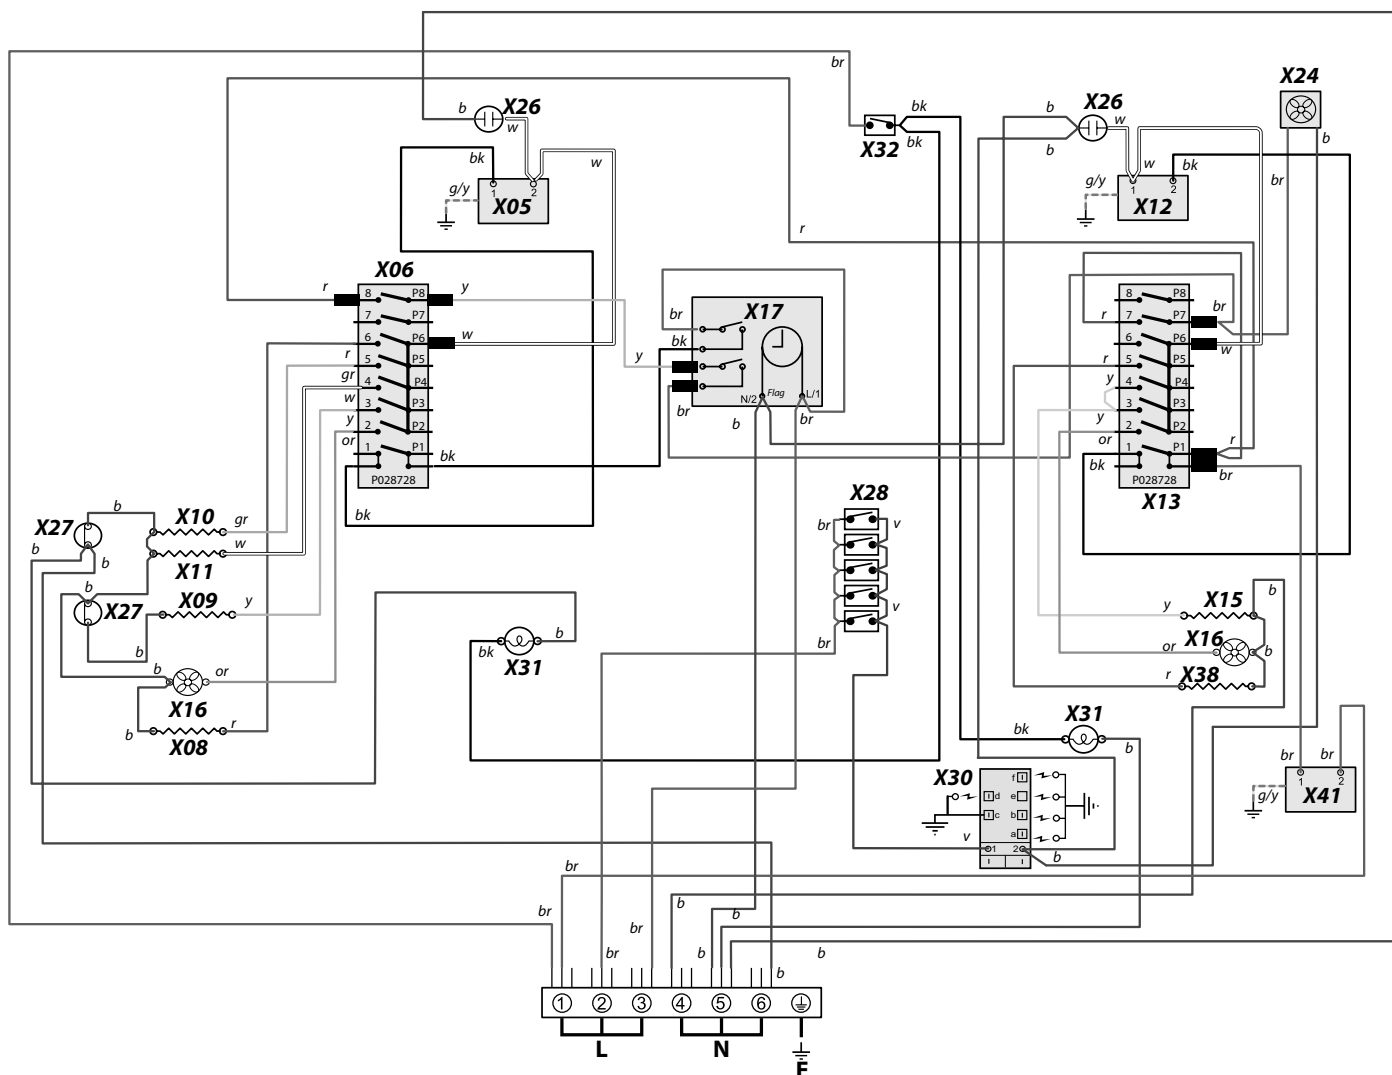 br
X24
b
X26
w
bk
X32
bk
b
X26
w
b
b
bk
w
g/y
1
2
X05
w
bk
g/y
1
2
X12
br
r
X06
r
8
P8
y
7
P7
6
P6
w
r
5
P5
gr
4
P4
w
3
P3
y
2
P2
or
1
P1
bk
P028728
bk
X17
br
bk
y
br
N/2
Flag
L/1
b
br
8
P8
r
7
P7
br
6
P6
w
r
5
P5
y
4
P4
3
P3
y
2
P2
or
1
P1
r
bk
br
P028728
X13
X28
br
v
v
br
X27
b
X10
gr
b
b
w
X11
b
X27
X09
y
b
b
or
X16
b
r
X08
bk
b
X31
y
X15
b
or
X16
b
r
X38
X31
bk
b
X30
f
d
e
c
b
a
1
2
v
b
br
br
1
2
g/y
X41
br
br
b
b
br
br
b
b
b
1
2
3
4
5
6
L
N
E